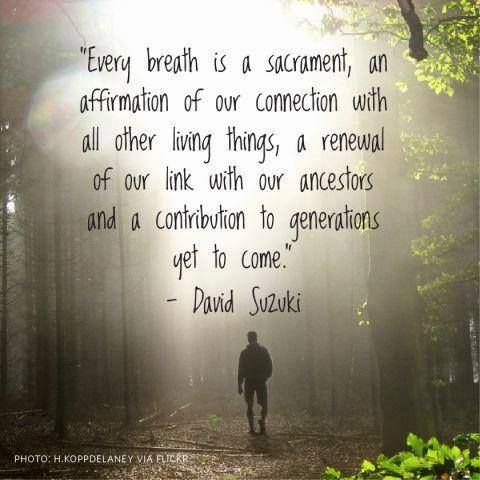 "Every breath is a sacrament, an
affirmation of our connection with
all other living things, a renewal
of our link with our ancestors
and a contribution to generations
yet to come."
- David Suzuki
PHOTO: H.KOPPDELANEY VIA FLICKR